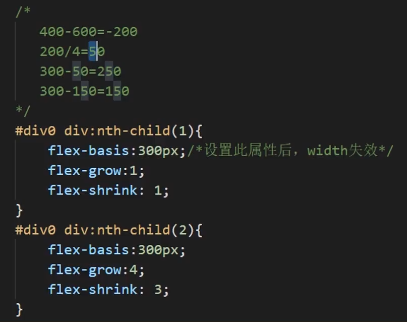 /*
400-600=-200
200/4=50
300-50=250
300-150=150
*/
#div0 div:nth-child(1){
flex-basis:300px;/*设置此属性后，width失效*/
flex-grow:1;
flex-shrink: 1;
}
#div0 div:nth-child(2){
flex-basis:300px;
flex-grow:4;
flex-shrink: 3;
}